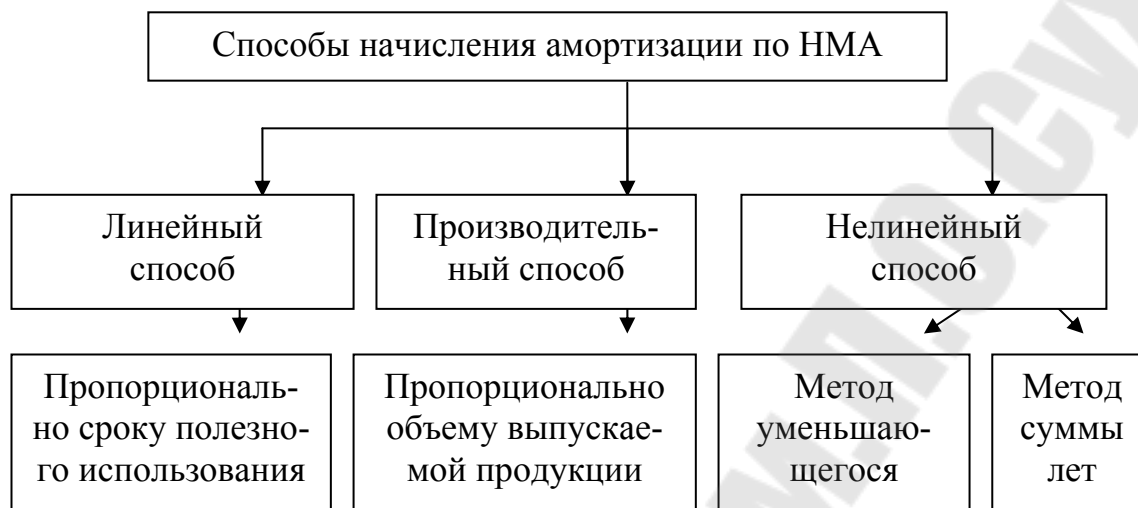 Способы начисления амортизации по НМА
Линейный
способ
Производитель-
ный способ
Нелинейный
способ
Пропорциональ-
но сроку полезно-
го использования
Пропорционально
объему выпускае-
мой продукции
Метод
уменьшаю-
щегося
Метод
суммы
лет